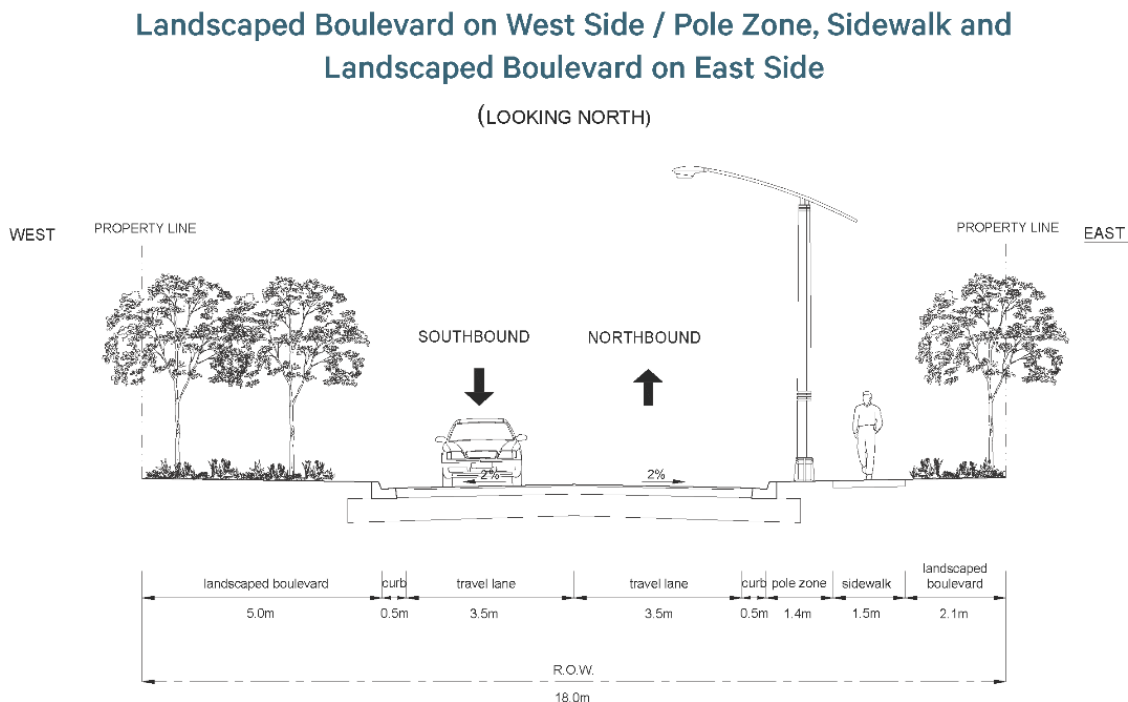 Landscaped Boulevard on West Side / Pole Zone, Sidewalk and
Landscaped Boulevard on East Side
(LOOKING NORTH)
WEST
PROPERTY LINE
PROPERTY LINE
EAST
SOUTHBOUND
NORTHBOUND
2%
2%
landscaped boulevard
curb
travel lane
travel lane
curb
pole zone
sidewalk
landscaped
boulevard
5.0m
0.5m
3.5m
3.5m
0.5m
1.4m
1.5m
2.1m
R.O.W.
18.0m